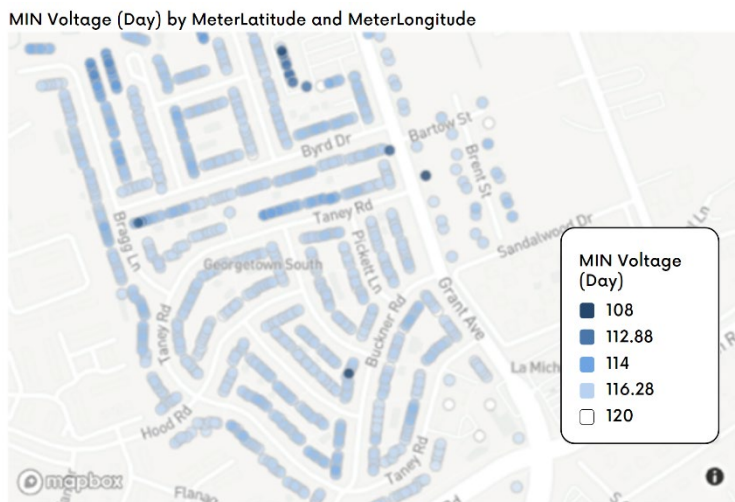 MIN Voltage (Day) by MeterLatitude and MeterLongitude
Bartow St
Byrd Dr
Brent St
Taney Rd
Bragg Ln
Sandalwood Dr
Ln
Georgetown South
Pickett Ln
MIN Voltage
(Day)
108
112.88
114
116.28
120
Grant Ave
Taney Rd
Buckner Rd
La Mich
Hood Rd
Taney Rd
mapbox
Flanag